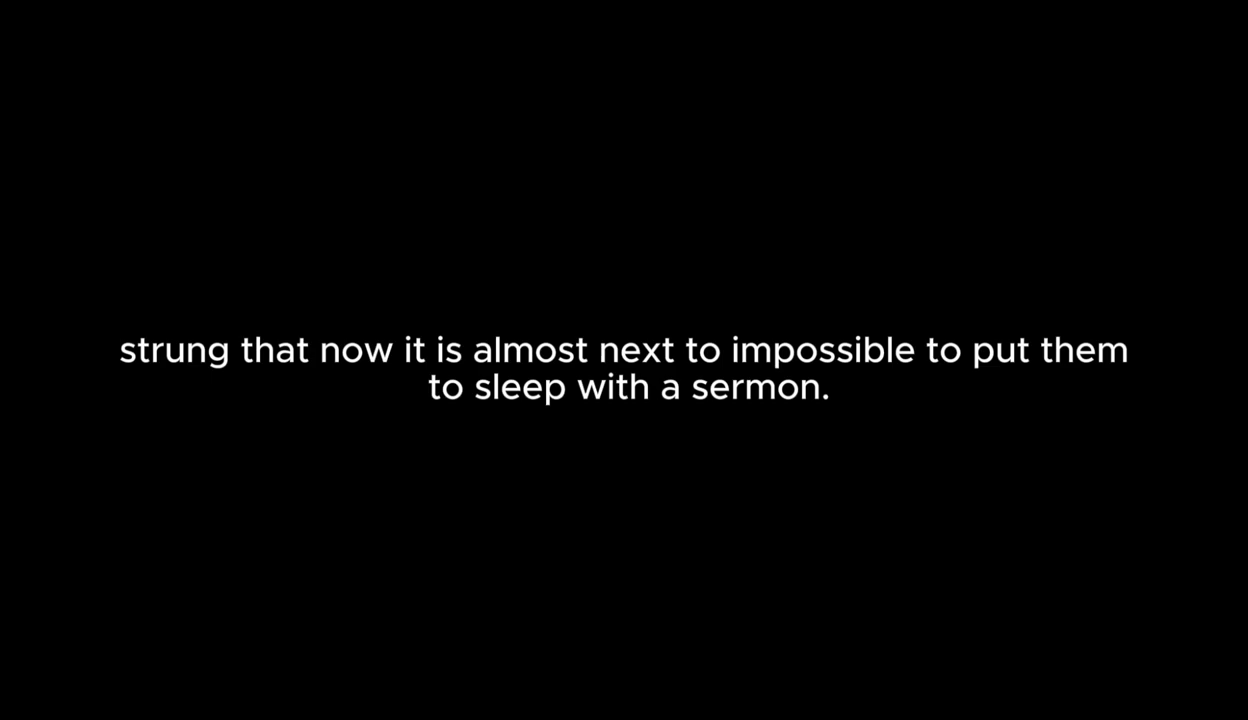 strung that now it is almost next to impossible to put them
to sleep with a sermon.